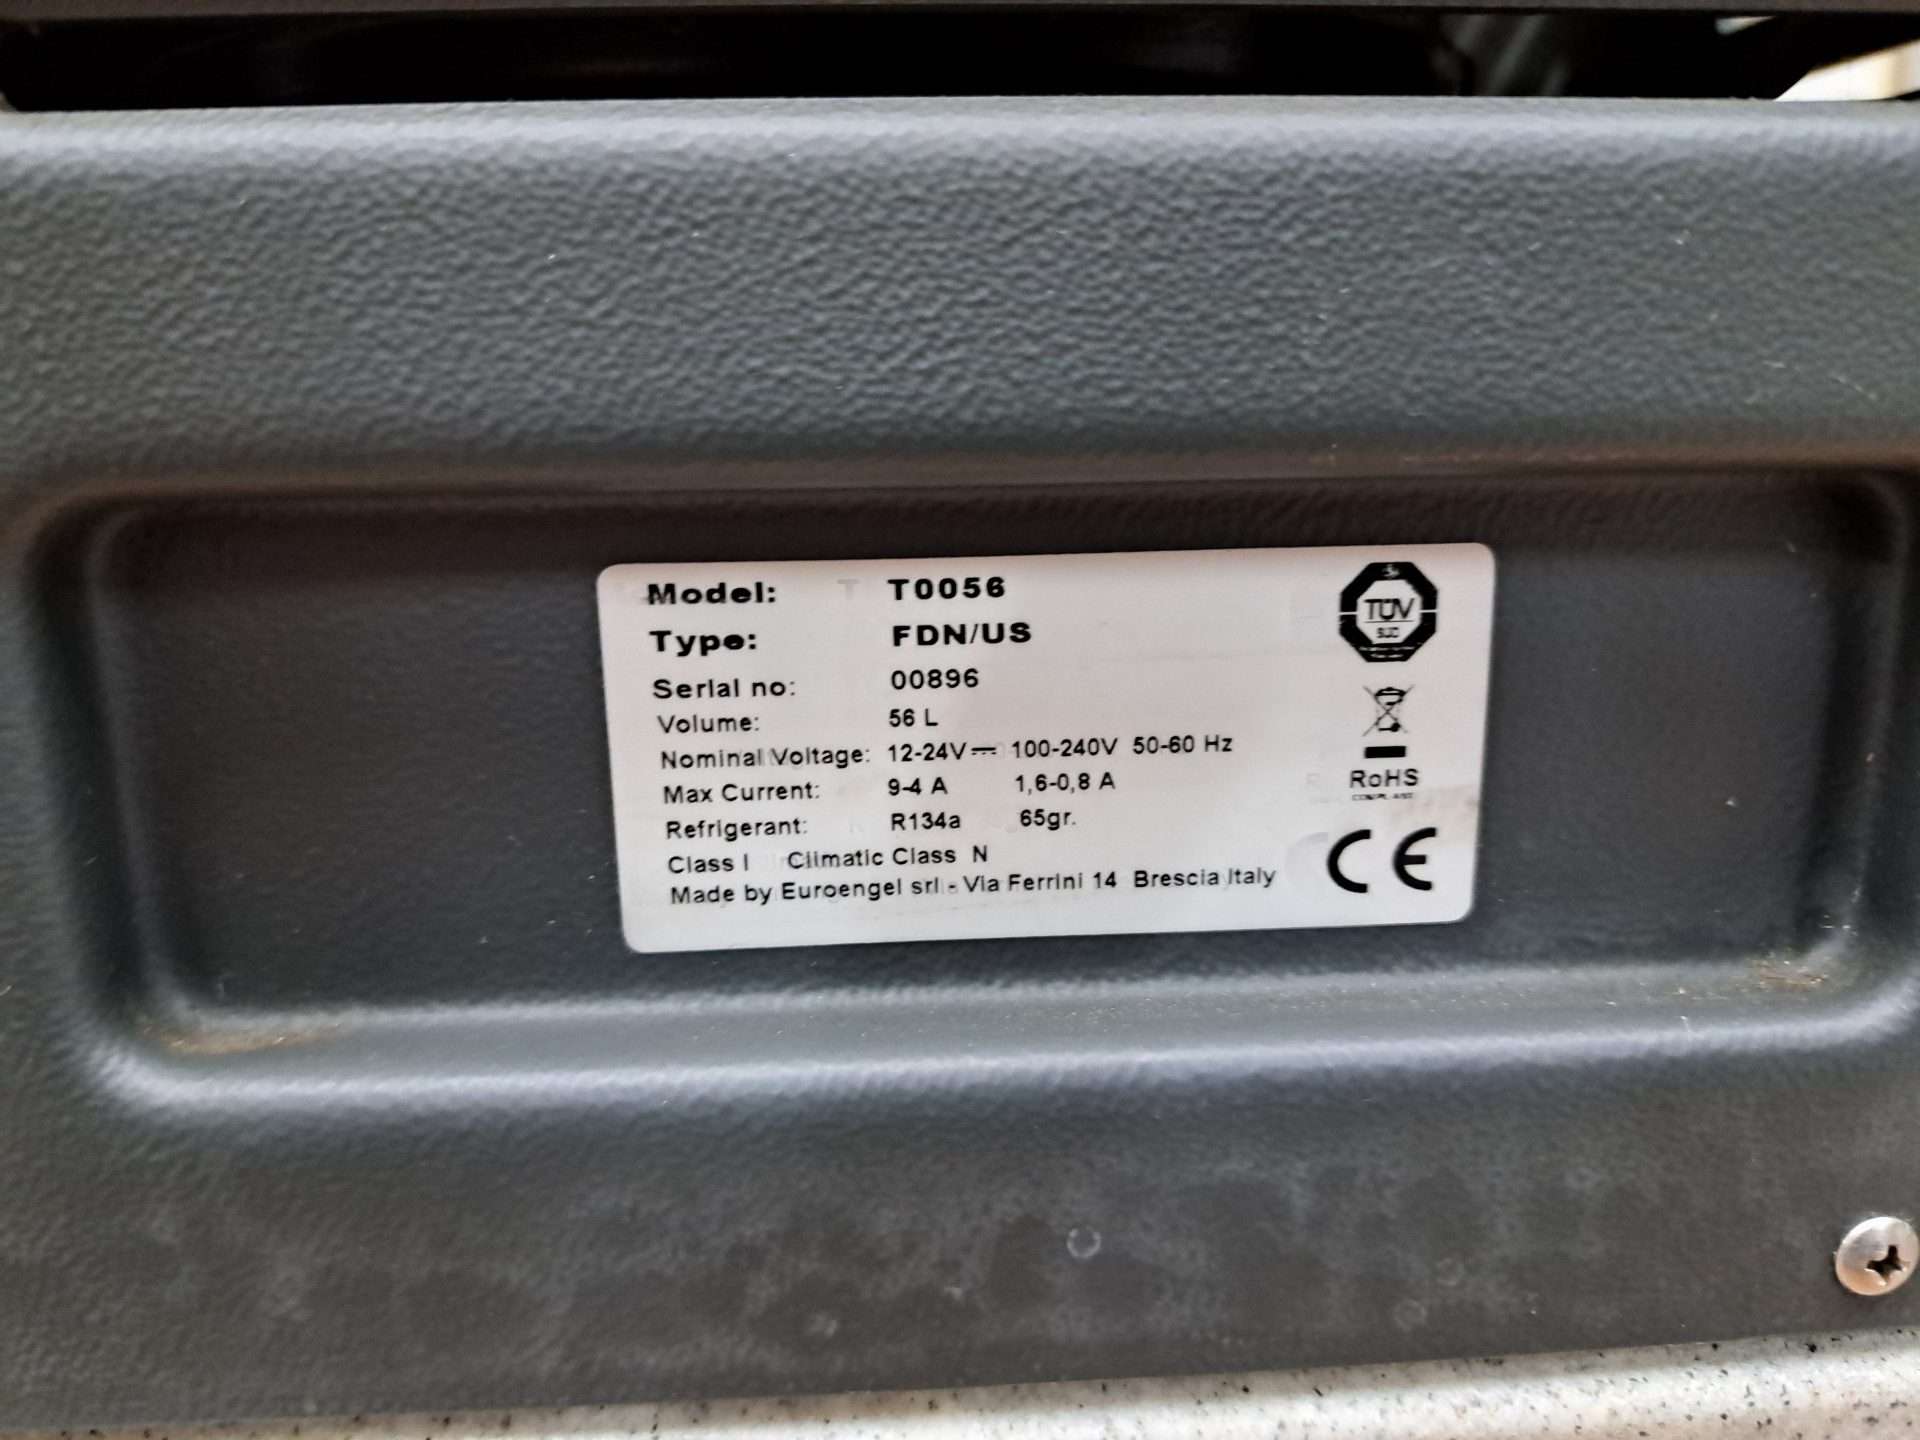 Model: T0056
Type: FDN/US
Serial no: 00896
Volume: 56 L
Nominal Voltage: 12-24V⎓ 100-240V 50-60 Hz
Max Current: 9-4 A 1,6-0,8 A
Refrigerant: R134a 65gr.
Class I Climatic Class N
Made by Euroengel srl - Via Ferrini 14 Brescia Italy
TÜV
SÜD
RoHS
COMPLIANT
CE